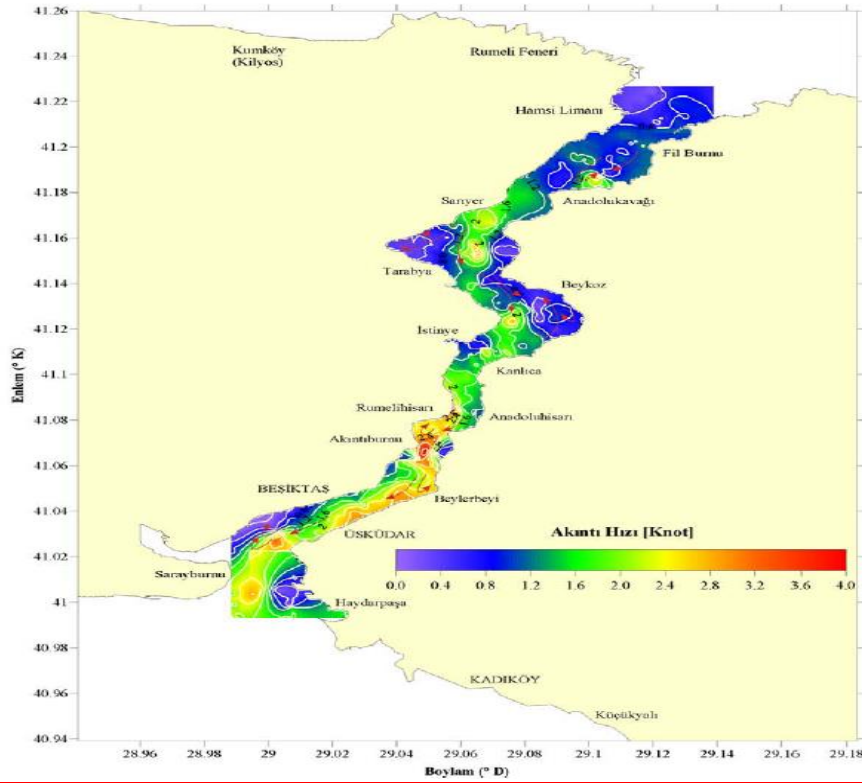 41.26
41.24
41.22
41.2
41.18
41.16
41.14
41.12
41.1
41.08
41.06
41.04
41.02
41
40.98
40.96
40.94
Enlem (° K)
Kumköy
(Kilyos)
Rumeli Feneri
Hamsi Limanı
Fil Burnu
Sarıyer
Anadolukavağı
Tarabya
Beykoz
İstinye
Kanlıca
Rumelihisarı
Anadoluhisarı
Akıntıburnu
BEŞİKTAŞ
Beylerbeyi
ÜSKÜDAR
Akıntı Hızı [Knot]
0.0 0.4 0.8 1.2 1.6 2.0 2.4 2.8 3.2 3.6 4.0
Sarayburnu
Haydarpaşa
KADIKÖY
Küçükyalı
28.96 28.98 29 29.02 29.04 29.06 29.08 29.1 29.12 29.14 29.16 29.18
Boylam (° D)